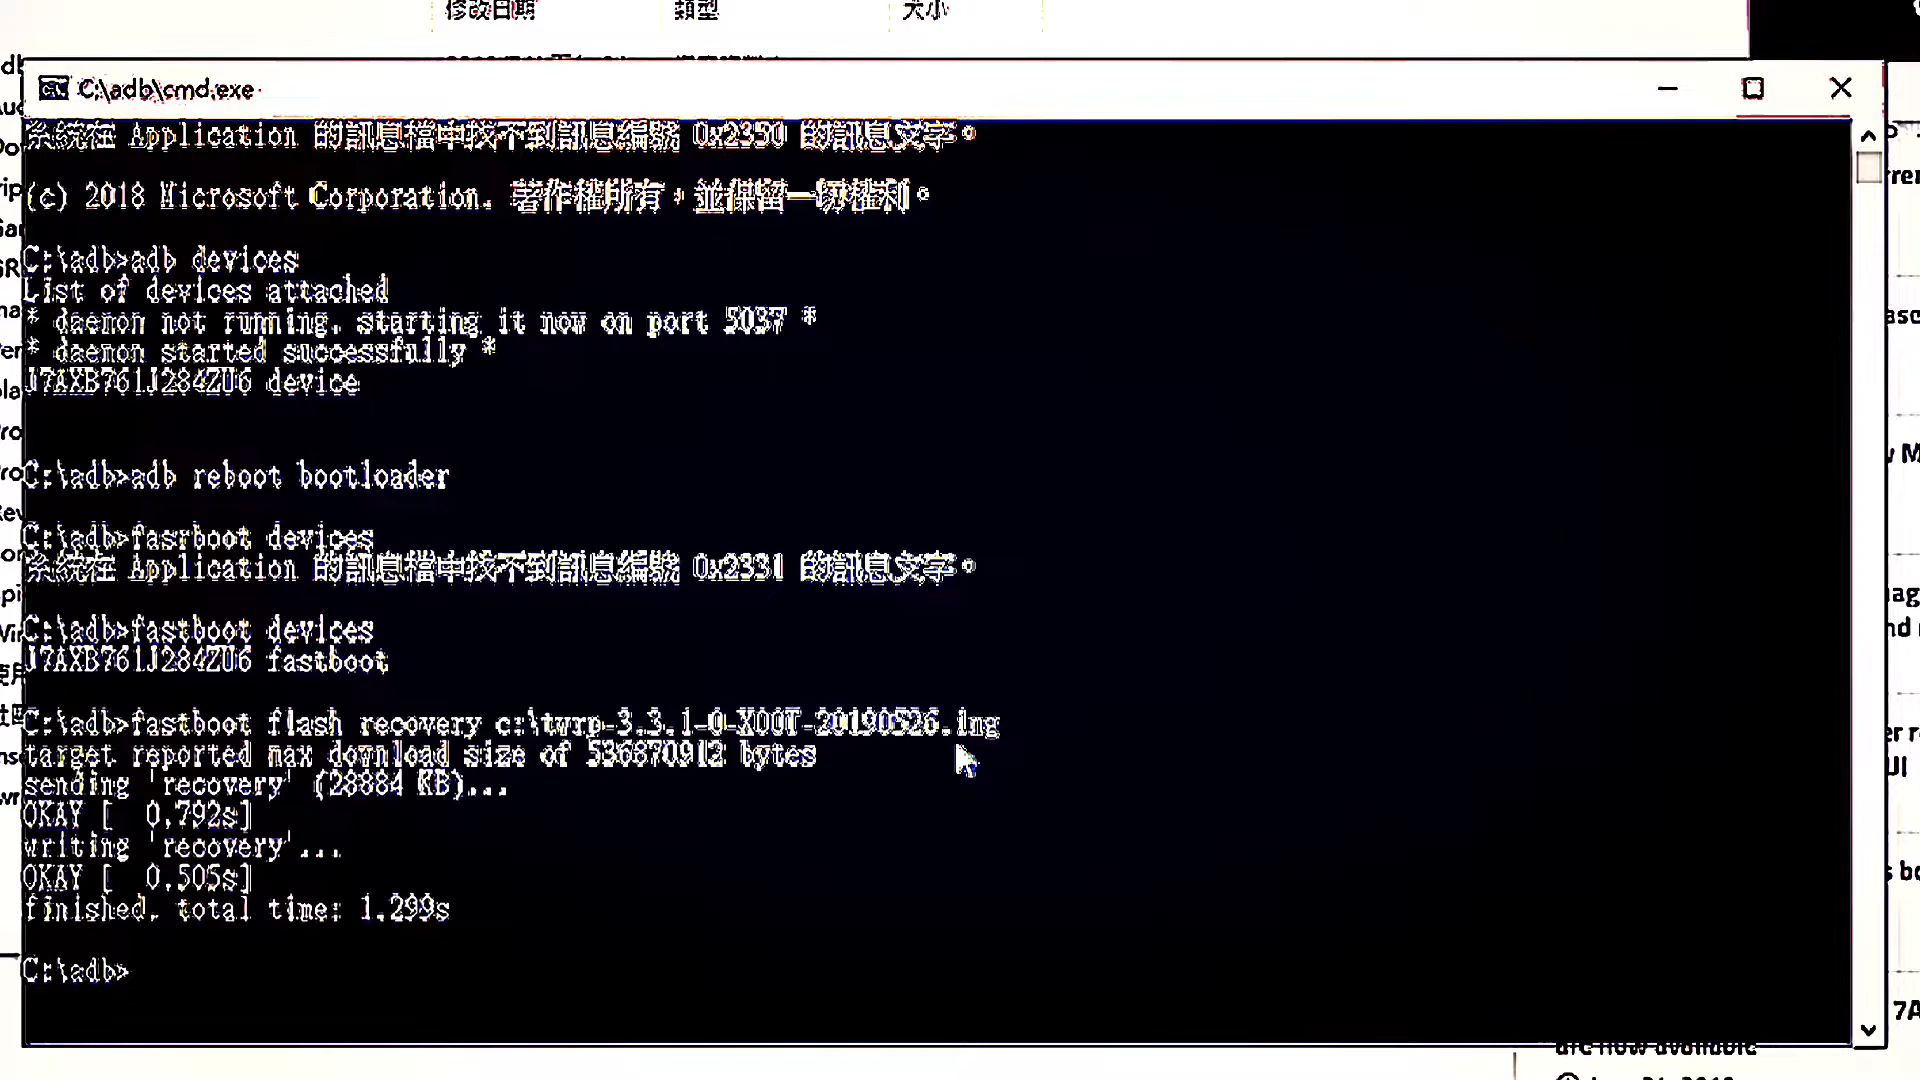 修改日期 類型 大小
C:\adb\cmd.exe
系統在 Application 的訊息檔中找不到訊息編號 0x2350 的訊息文字。
(c) 2018 Microsoft Corporation. 著作權所有，並保留一切權利。
C:\adb>adb devices
List of devices attached
* daemon not running. starting it now on port 5037 *
* daemon started successfully *
J7AXB761J284ZU6 device
C:\adb>adb reboot bootloader
C:\adb>fasrboot devices
系統在 Application 的訊息檔中找不到訊息編號 0x2331 的訊息文字。
C:\adb>fastboot devices
J7AXB761J284ZU6 fastboot
C:\adb>fastboot flash recovery c:\twrp-3.3.1-0-X00T-20190526.img
target reported max download size of 536870912 bytes
sending 'recovery' (28884 KB)...
OKAY [  0.792s]
writing 'recovery'...
OKAY [  0.505s]
finished. total time: 1.299s
C:\adb>
are now available